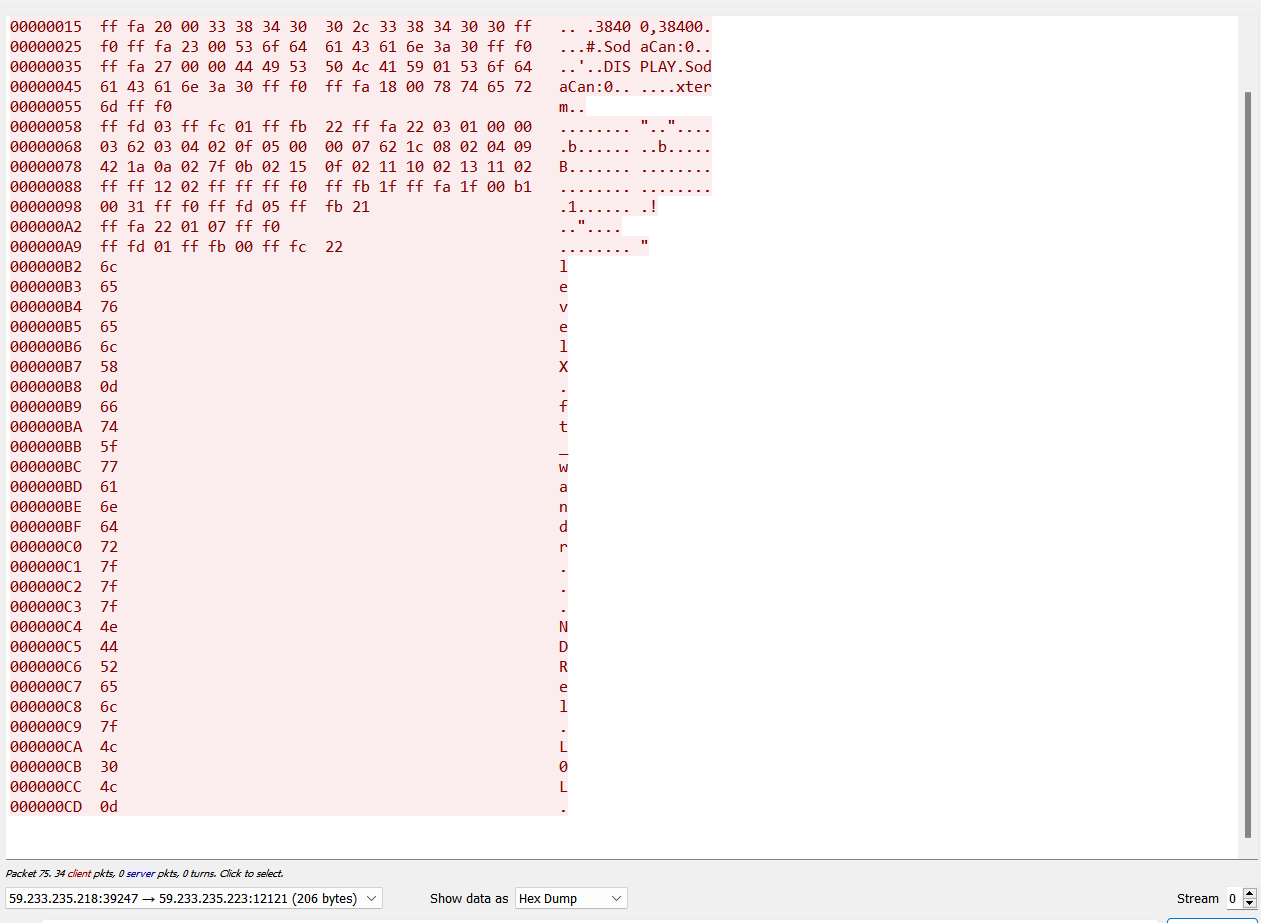 00000015 ff fa 20 00 33 38 34 30 30 2c 33 38 34 30 30 ff .. .3840 0,38400.
00000025 f0 ff fa 23 00 53 6f 64 61 43 61 6e 3a 30 ff f0 ...#.Sod aCan:0..
00000035 ff fa 27 00 00 44 49 53 50 4c 41 59 01 53 6f 64 ..'..DIS PLAY.Sod
00000045 61 43 61 6e 3a 30 ff f0 ff fa 18 00 78 74 65 72 aCan:0.. ....xter
00000055 6d ff f0 m..
00000058 ff fd 03 ff fc 01 ff fb 22 ff fa 22 03 01 00 00 ........ ".."....
00000068 03 62 03 04 02 0f 05 00 00 07 62 1c 08 02 04 09 .b...... ..b.....
00000078 42 1a 0a 02 7f 0b 02 15 0f 02 11 10 02 13 11 02 B....... ........
00000088 ff ff 12 02 ff ff ff f0 ff fb 1f ff fa 1f 00 b1 ........ ........
00000098 00 31 ff f0 ff fd 05 ff fb 21 .1...... .!
000000A2 ff fa 22 01 07 ff f0 .."....
000000A9 ff fd 01 ff fb 00 ff fc 22 ........ "
000000B2 6c l
000000B3 65 e
000000B4 76 v
000000B5 65 e
000000B6 6c l
000000B7 58 X
000000B8 0d .
000000B9 66 f
000000BA 74 t
000000BB 5f _
000000BC 77 w
000000BD 61 a
000000BE 6e n
000000BF 64 d
000000C0 72 r
000000C1 7f .
000000C2 7f .
000000C3 7f .
000000C4 4e N
000000C5 44 D
000000C6 52 R
000000C7 65 e
000000C8 6c l
000000C9 7f .
000000CA 4c L
000000CB 30 0
000000CC 4c L
000000CD 0d .
Packet 75. 34 client pkts, 0 server pkts, 0 turns. Click to select.
59.233.235.218:39247 → 59.233.235.223:12121 (206 bytes) Show data as Hex Dump Stream 0